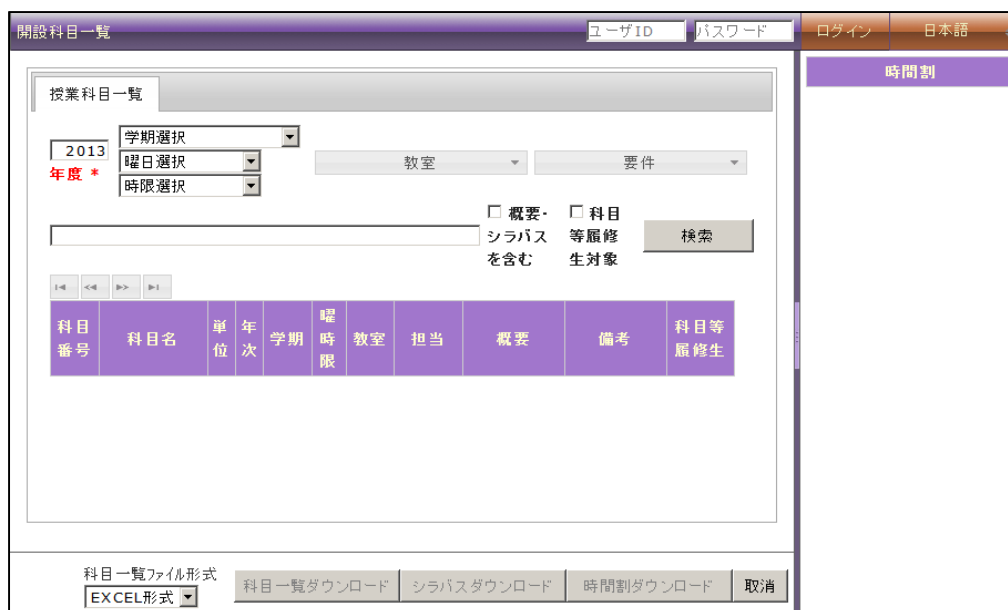 開設科目一覧 ユーザID パスワード ログイン 日本語
時間割
授業科目一覧
2013
年度 *
学期選択
曜日選択
時限選択
教室 要件
概要・
シラバス
を含む
科目
等履修
生対象
検索
科目
番号
科目名
単
位
年
次
学期
曜
時
限
教室
担当
概要
備考
科目等
履修生
科目一覧ファイル形式
EXCEL形式
科目一覧ダウンロード シラバスダウンロード 時間割ダウンロード 取消